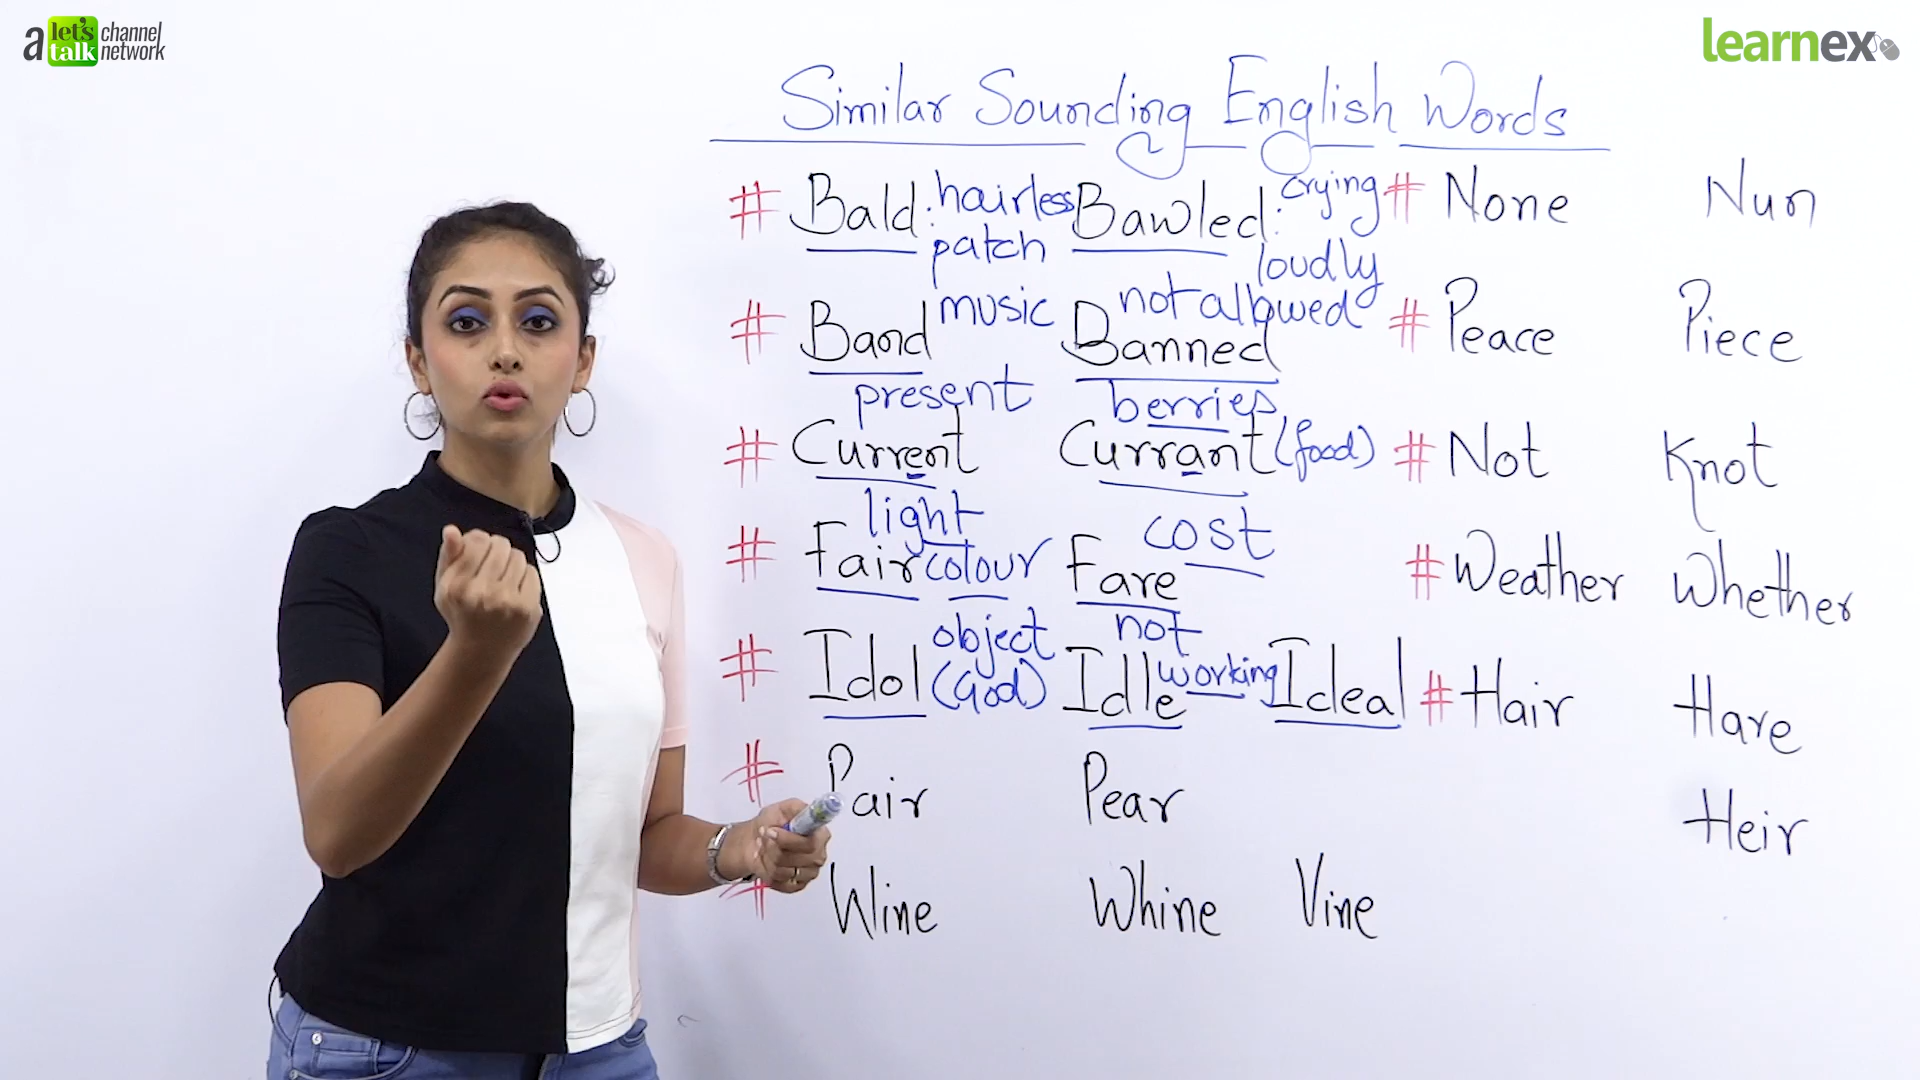 a let's talk channel network
learnex
Similar Sounding English Words
# Bald : hairless patch Bawled : crying loudly
# Band music Banned not allowed
# Current present Currant berries (food)
# Fair light colour Fare cost
# Idol object (God) Idle not working Ideal
# Pair Pear
# Wine Whine Vine
# None Nun
# Peace Piece
# Not Knot
# Weather Whether
# Hair Hare
Heir